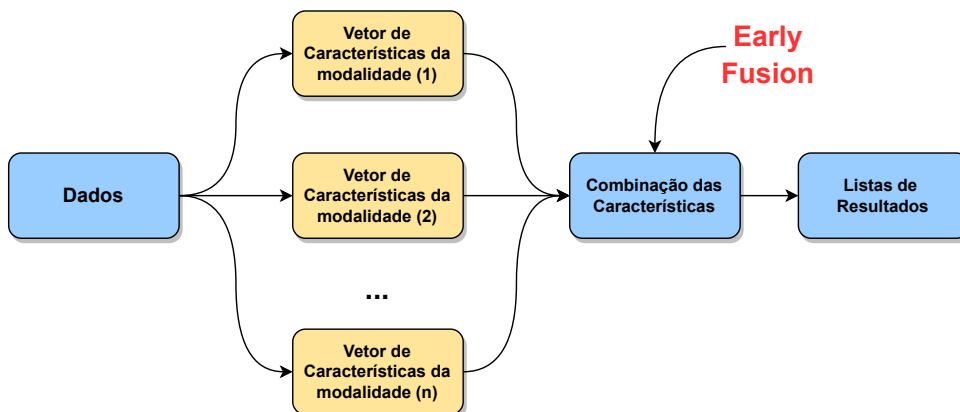 Vetor de
Característifs da
modalidade (1)
Early
Fusion
Dados
Vetor de
Características da
modalidade (2)
Combinação das
Características
Listas de
Resultados
...
Vetor de
Características da
modalidade (n)